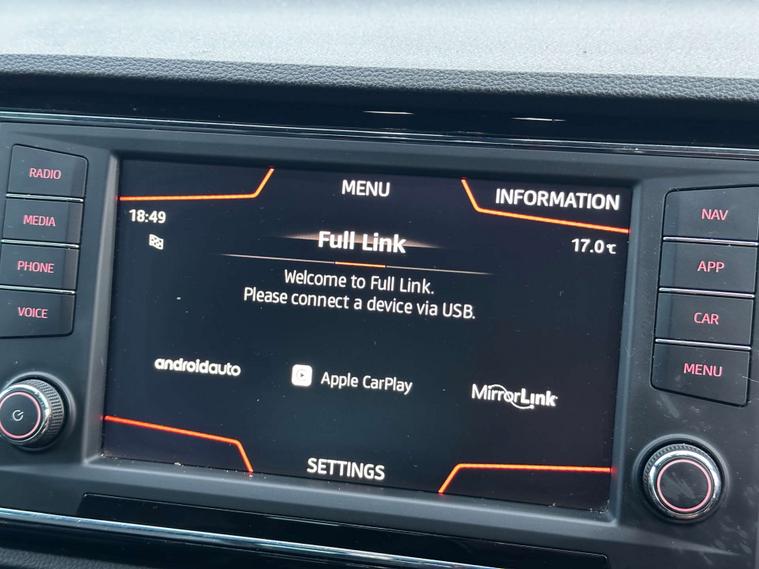 RADIO
MEDIA
PHONE
VOICE
MENU
INFORMATION
18:49
17.0°C
Full Link
Welcome to Full Link.
Please connect a device via USB.
androidauto
Apple CarPlay
MirrorLink
SETTINGS
NAV
APP
CAR
MENU